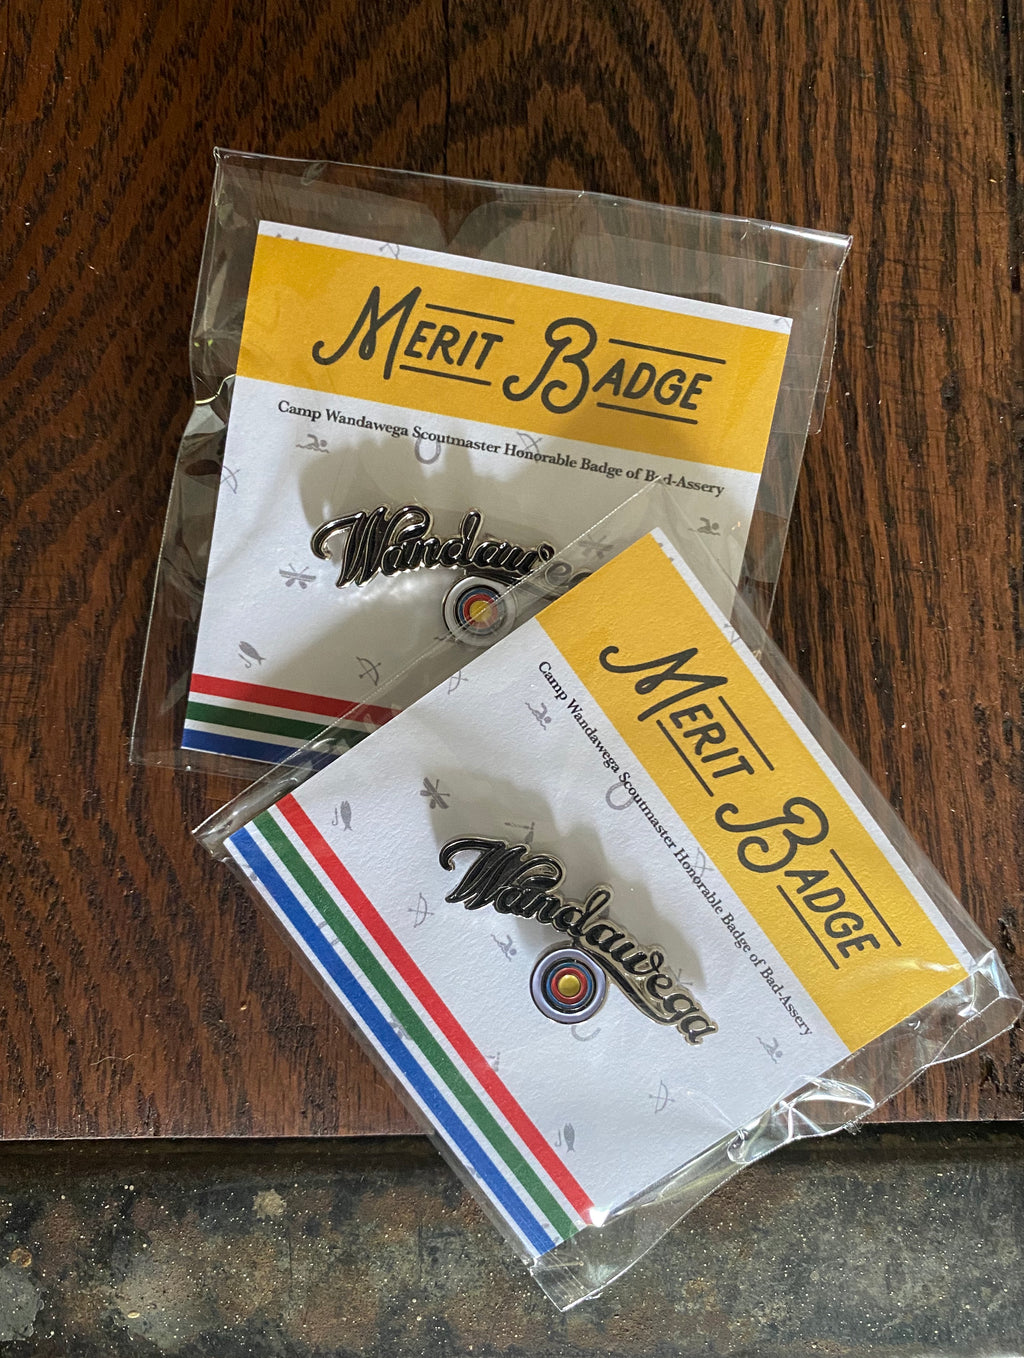 Merit Badge
Camp Wandawega Scoutmaster Honorable Badge of Bad-Assery
Wandaweg
Merit Badge
Camp Wandawega Scoutmaster Honorable Badge of Bad-Assery
Wandawega